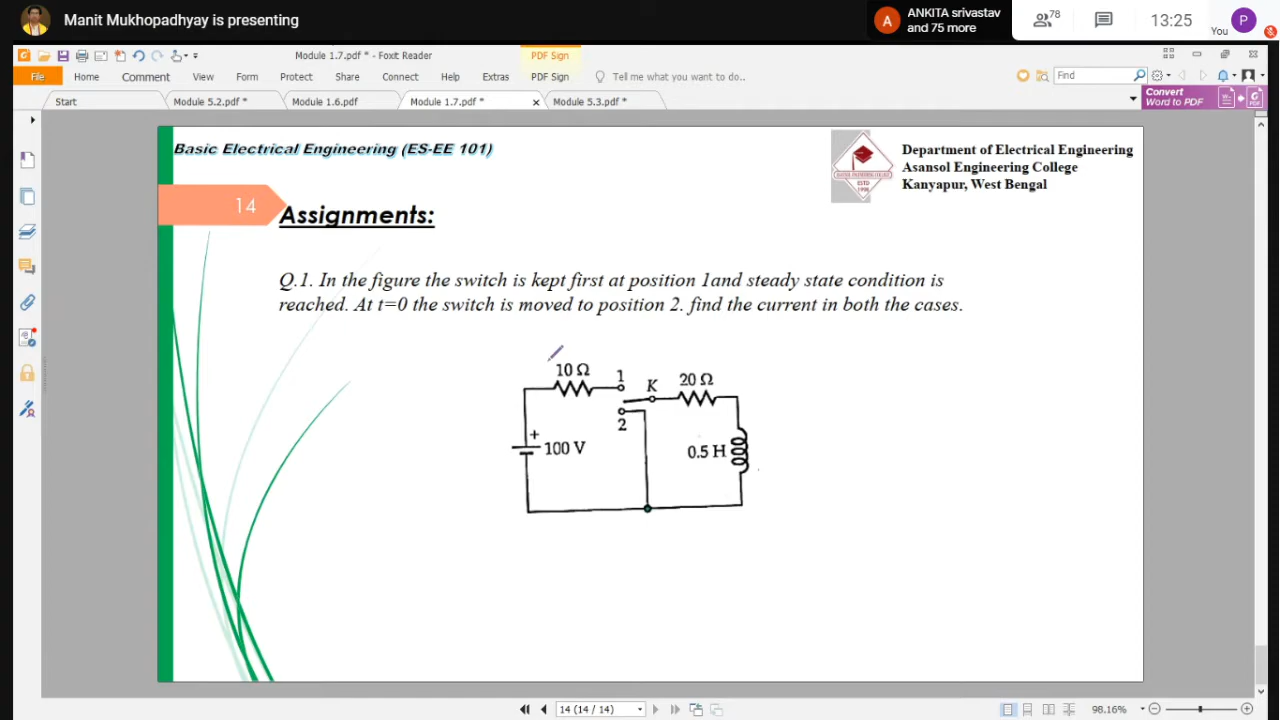 Manit Mukhopadhyay is presenting
A
ANKITA srivastav
and 75 more
78
13:25
You
P
Module 1.7.pdf * - Foxit Reader
PDF Sign
File
Home
Comment
View
Form
Protect
Share
Connect
Help
Extras
PDF Sign
Tell me what you want to do..
Find
Start
Module 5.2.pdf *
Module 1.6.pdf
Module 1.7.pdf *
Module 5.3.pdf *
Convert
Word to PDF
Basic Electrical Engineering (ES-EE 101)
Department of Electrical Engineering
Asansol Engineering College
Kanyapur, West Bengal
ESTD
1998
14
Assignments:
Q.1. In the figure the switch is kept first at position 1and steady state condition is
reached. At t=0 the switch is moved to position 2. find the current in both the cases.
10 Ω
1
K
20 Ω
2
+
100 V
0.5 H
14 (14 / 14)
98.16%